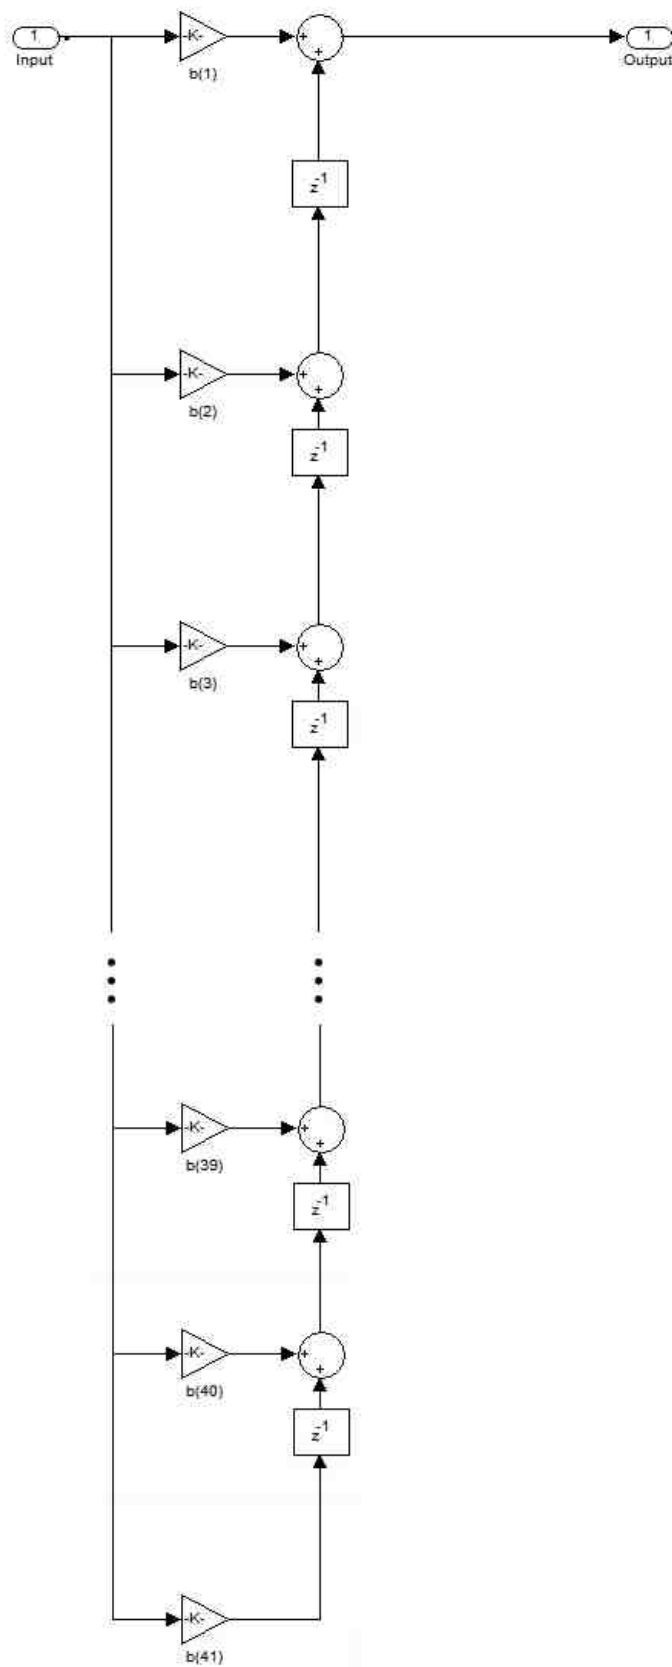 1
-K-
+
+
1
Input
b(1)
Output
z-1
-K-
+
+
b(2)
z-1
-K-
+
+
b(3)
z-1
-K-
+
+
b(39)
z-1
-K-
+
+
b(40)
z-1
-K-
b(41)